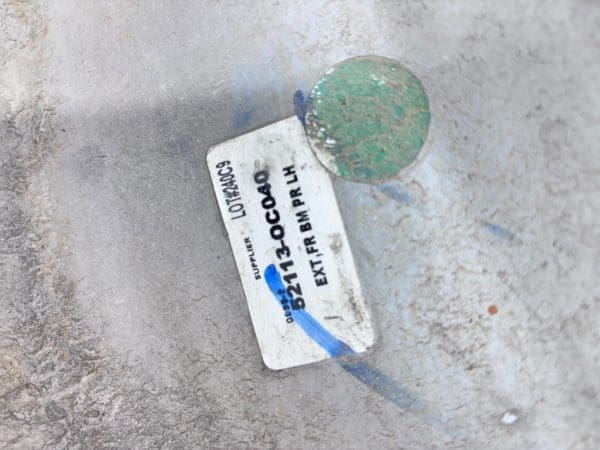 LOT#240C9
SUPPLIER
52113-0C040
EXT,FR BM PR LH